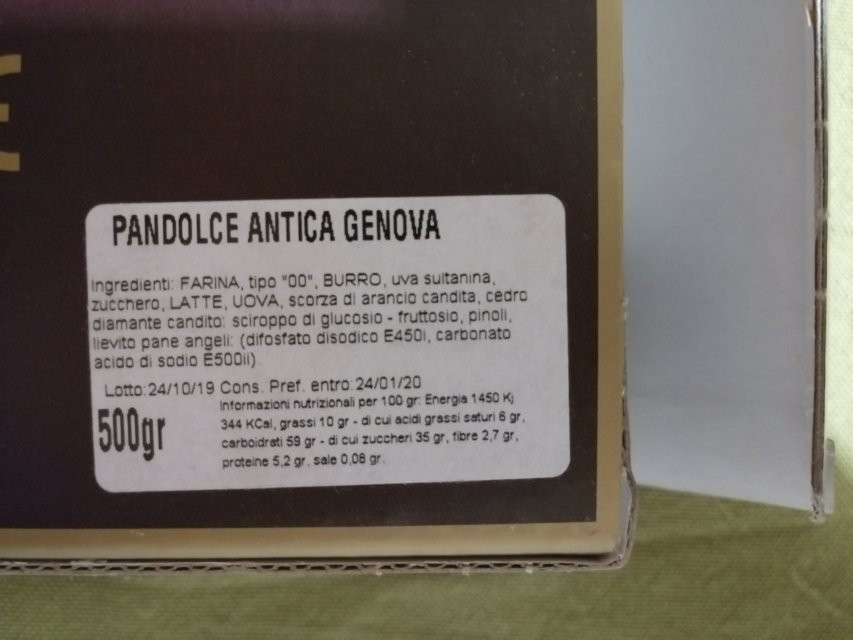 PANDOLCE ANTICA GENOVA
Ingredienti: FARINA, tipo "00", BURRO, uva sultanina,
zucchero, LATTE, UOVA, scorza di arancio candita, cedro
diamante candito: sciroppo di glucosio - fruttosio, pinoli,
lievito pane angeli: (difosfato disodico E450i, carbonato
acido di sodio E500ii).
Lotto:24/10/19 Cons. Pref. entro:24/01/20
500gr
Informazioni nutrizionali per 100 gr: Energia 1450 Kj
344 KCal, grassi 10 gr - di cui acidi grassi saturi 6 gr,
carboidrati 59 gr - di cui zuccheri 35 gr, fibre 2,7 gr,
proteine 5,2 gr, sale 0,08 gr.